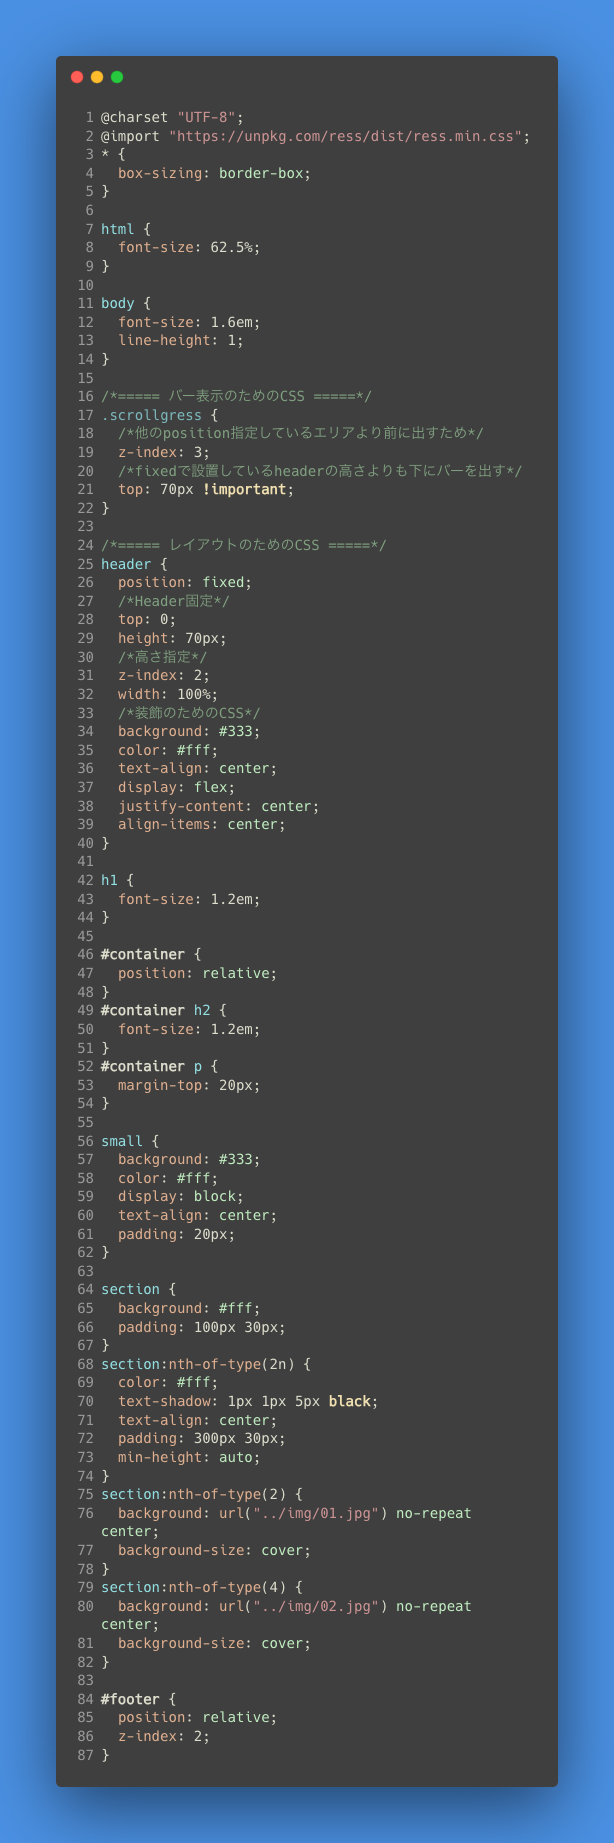 1 @charset "UTF-8";
2 @import "https://unpkg.com/ress/dist/ress.min.css";
3 * {
4   box-sizing: border-box;
5 }
6
7 html {
8   font-size: 62.5%;
9 }
10
11 body {
12   font-size: 1.6em;
13   line-height: 1;
14 }
15
16 /*===== バー表示のためのCSS =====*/
17 .scrollgress {
18   /*他のposition指定しているエリアより前に出すため*/
19   z-index: 3;
20   /*fixedで設置しているheaderの高さよりも下にバーを出す*/
21   top: 70px !important;
22 }
23
24 /*===== レイアウトのためのCSS =====*/
25 header {
26   position: fixed;
27   /*Header固定*/
28   top: 0;
29   height: 70px;
30   /*高さ指定*/
31   z-index: 2;
32   width: 100%;
33   /*装飾のためのCSS*/
34   background: #333;
35   color: #fff;
36   text-align: center;
37   display: flex;
38   justify-content: center;
39   align-items: center;
40 }
41
42 h1 {
43   font-size: 1.2em;
44 }
45
46 #container {
47   position: relative;
48 }
49 #container h2 {
50   font-size: 1.2em;
51 }
52 #container p {
53   margin-top: 20px;
54 }
55
56 small {
57   background: #333;
58   color: #fff;
59   display: block;
60   text-align: center;
61   padding: 20px;
62 }
63
64 section {
65   background: #fff;
66   padding: 100px 30px;
67 }
68 section:nth-of-type(2n) {
69   color: #fff;
70   text-shadow: 1px 1px 5px black;
71   text-align: center;
72   padding: 300px 30px;
73   min-height: auto;
74 }
75 section:nth-of-type(2) {
76   background: url("../img/01.jpg") no-repeat
center;
77   background-size: cover;
78 }
79 section:nth-of-type(4) {
80   background: url("../img/02.jpg") no-repeat
center;
81   background-size: cover;
82 }
83
84 #footer {
85   position: relative;
86   z-index: 2;
87 }